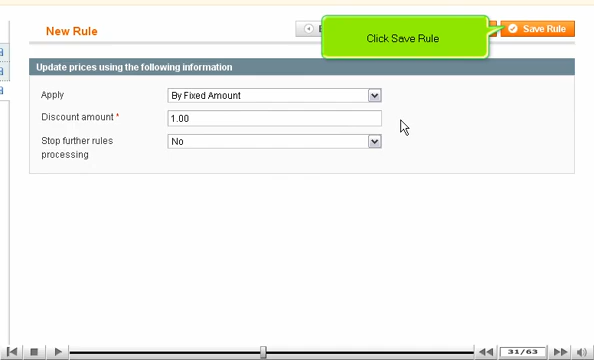 New Rule
Click Save Rule
Save Rule
Update prices using the following information
Apply
By Fixed Amount
Discount amount *
1.00
Stop further rules
processing
No
31/63